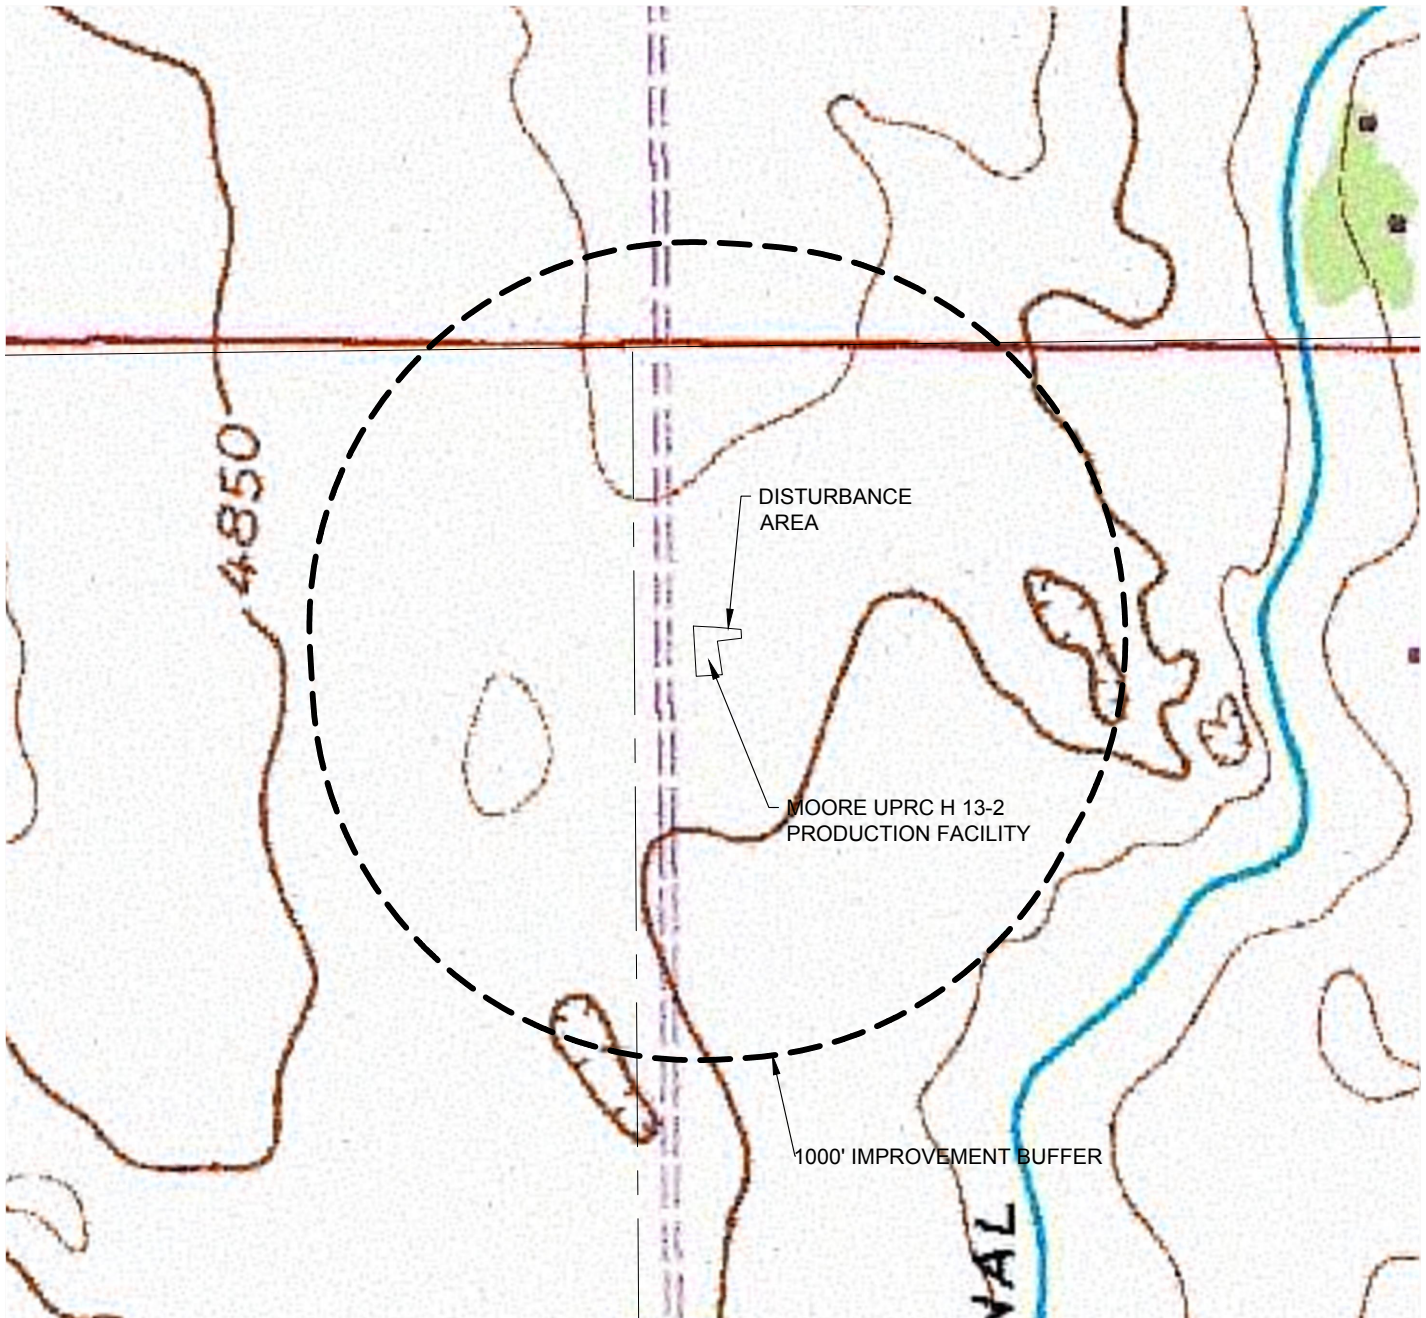 4850
DISTURBANCE
AREA
MOORE UPRC H 13-2
PRODUCTION FACILITY
1000' IMPROVEMENT BUFFER